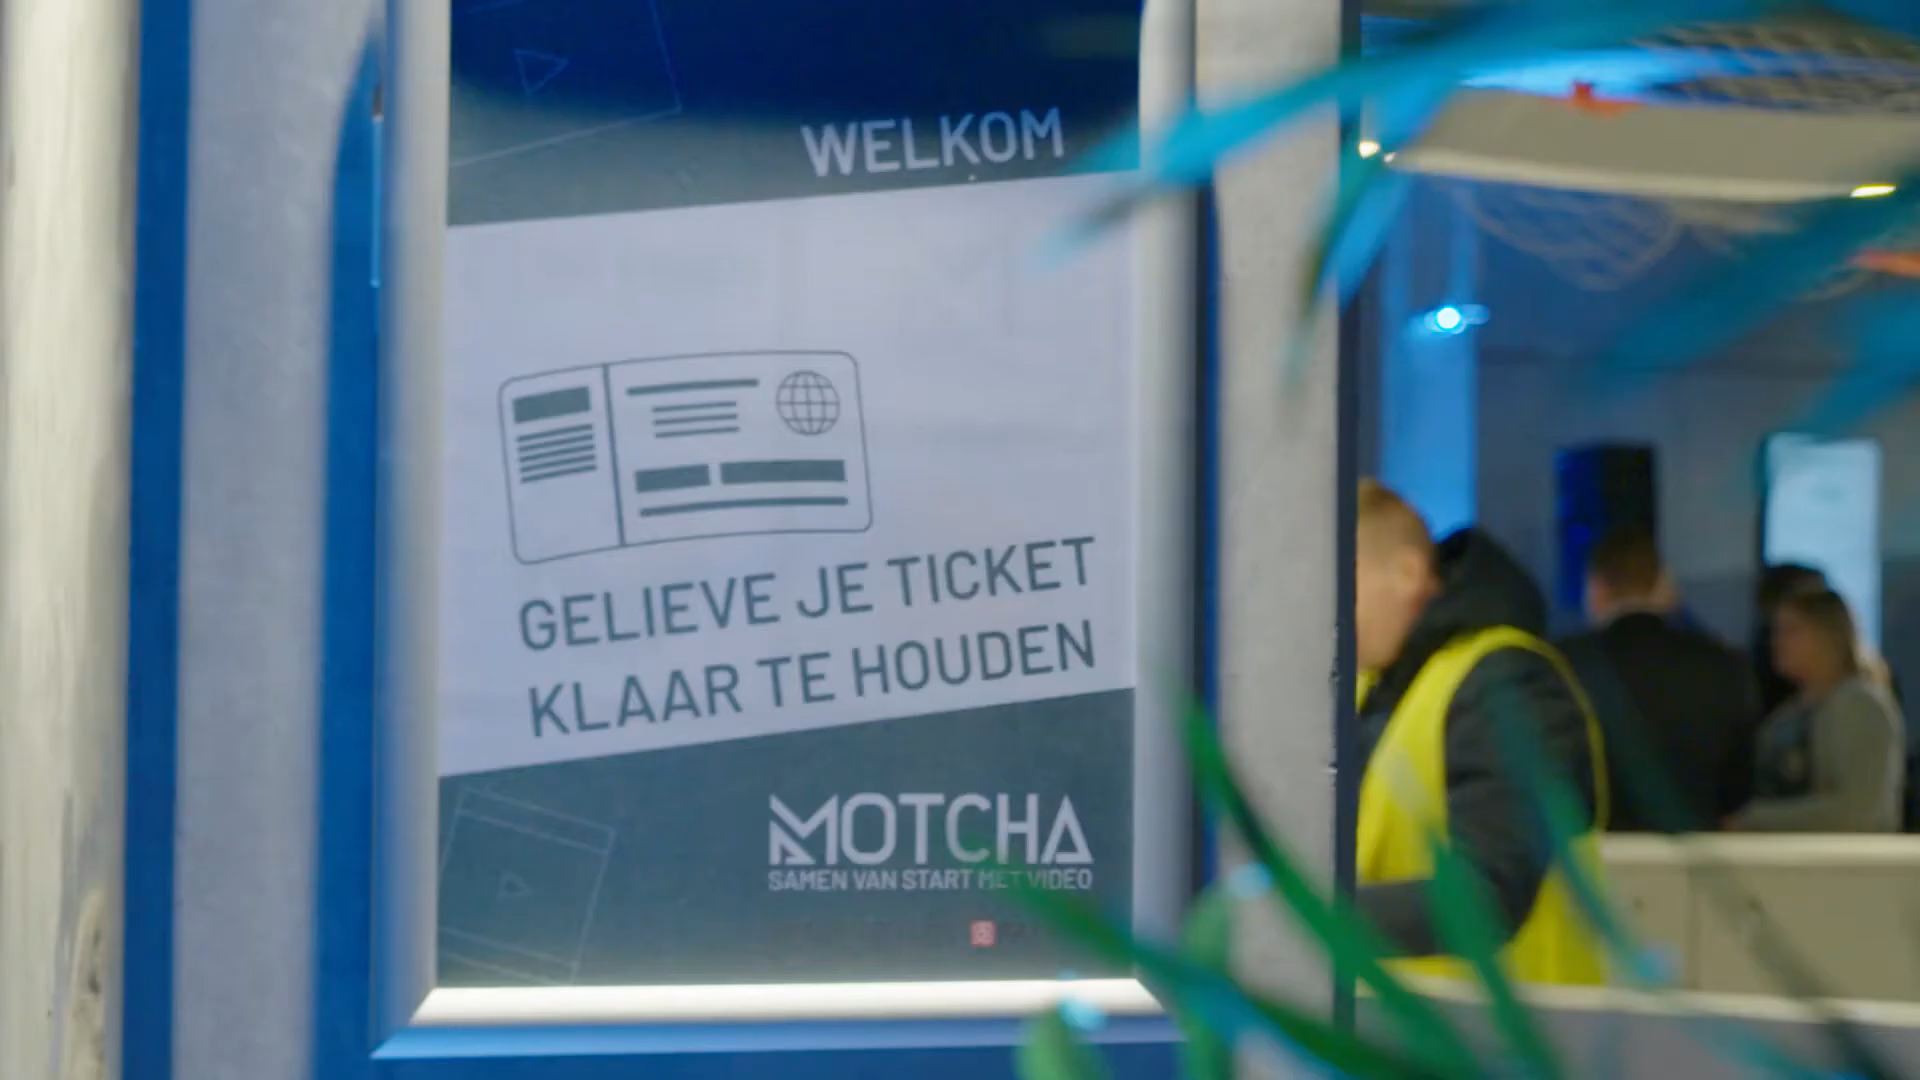 WELKOM
GELIEVE JE TICKET
KLAAR TE HOUDEN
MOTCHA
SAMEN VAN START MET VIDEO